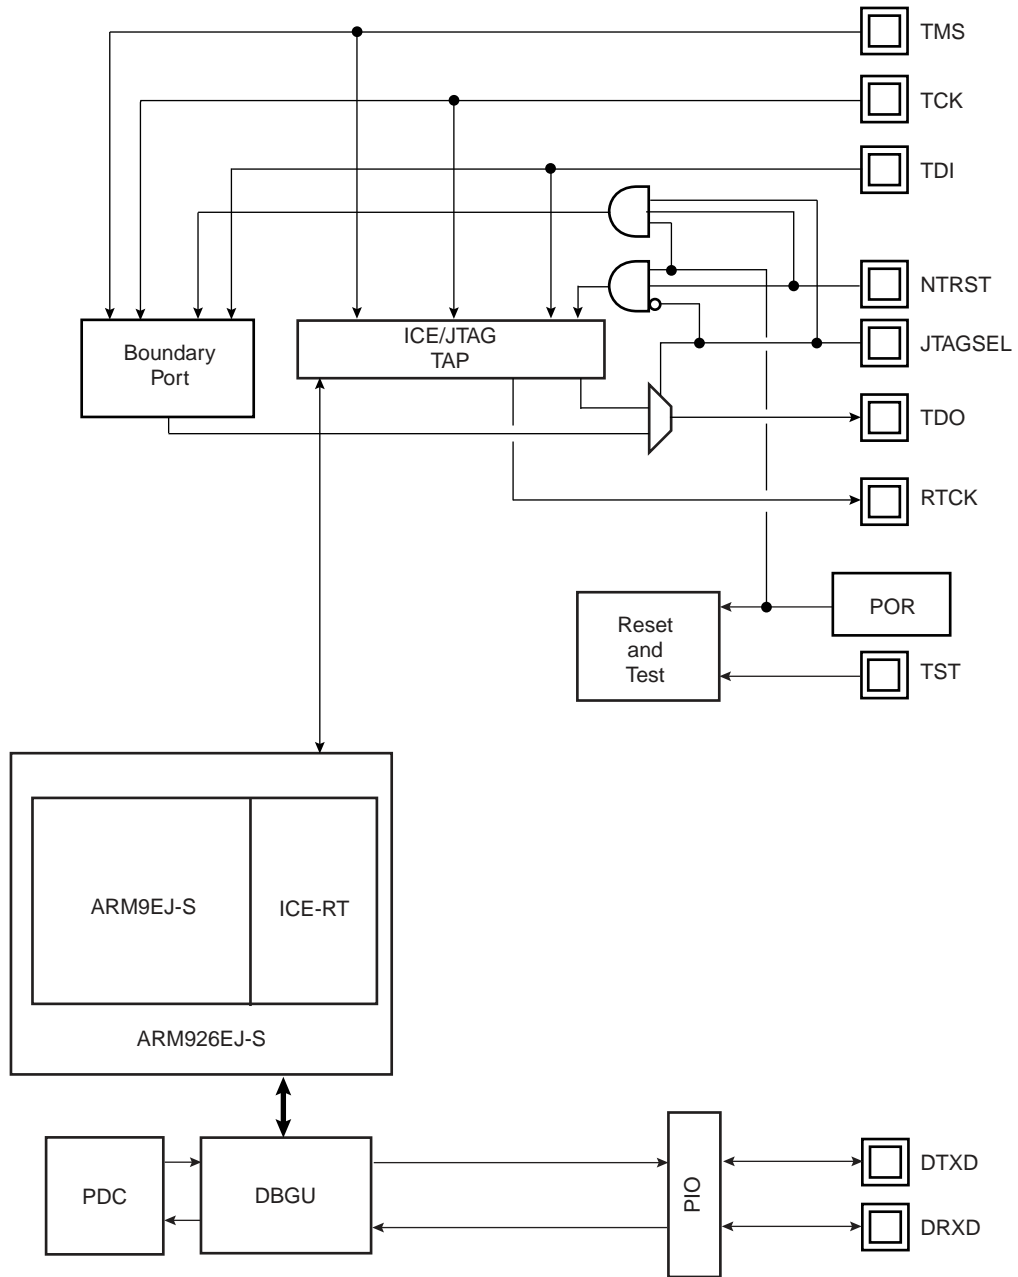 TMS
TCK
TDI
NTRST
ICE/JTAG
TAP
JTAGSEL
Boundary
Port
TDO
RTCK
POR
Reset
and
Test
TST
ARM9EJ-S
ICE-RT
ARM926EJ-S
PDC
DBGU
PIO
DTXD
DRXD